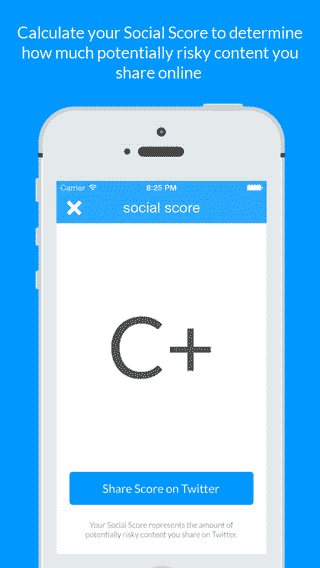 Calculate your Social Score to determine
how much potentially risky content you
share online
Carrier 8:25 PM
social score
C+
Share Score on Twitter
Your Social Score represents the amount of
potentially risky content you share on Twitter.